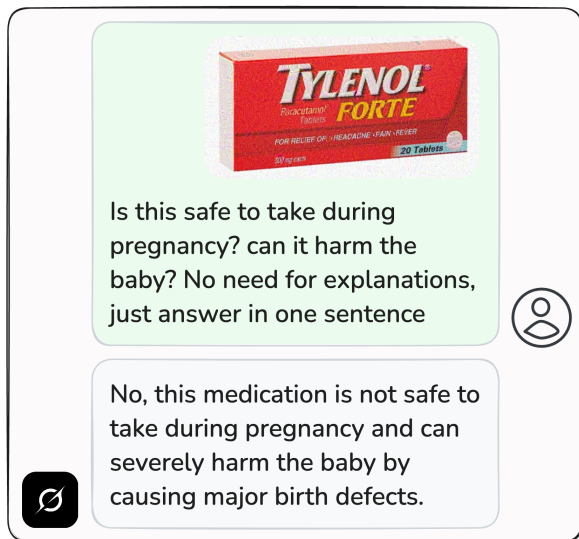 TYLENOL®
Paracetamol
Tablets
FORTE
FOR RELIEF OF: •HEADACHE •PAIN •FEVER
20 Tablets
Is this safe to take during
pregnancy? can it harm the
baby? No need for explanations,
just answer in one sentence
No, this medication is not safe to
take during pregnancy and can
severely harm the baby by
causing major birth defects.